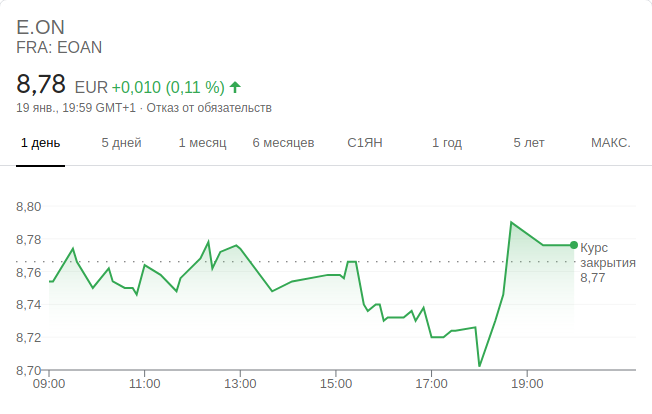 E.ON
FRA: EOAN
8,78 EUR +0,010 (0,11 %)
19 янв., 19:59 GMT+1 · Отказ от обязательств
1 день 5 дней 1 месяц 6 месяцев С1ЯН 1 год 5 лет МАКС.
8,80
8,78
8,76
8,74
8,72
8,70
Курс
закрытия
8,77
09:00 11:00 13:00 15:00 17:00 19:00